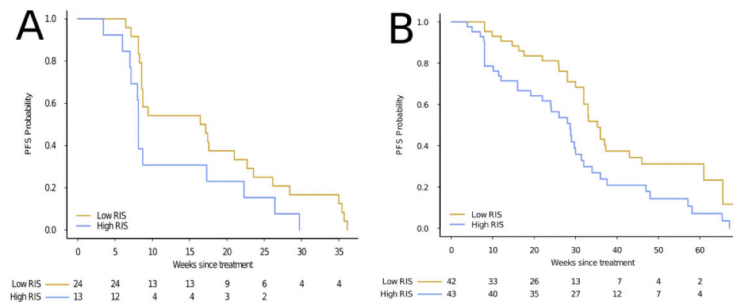 A
PFS Probability
1.0
0.8
0.6
0.4
0.2
0.0
Low RIS
High RIS
0 5 10 15 20 25 30 35
Weeks since treatment
Low RIS 24 24 13 13 9 6 4 4
High RIS 13 12 4 4 3 2
B
PFS Probability
1.0
0.8
0.6
0.4
0.2
0.0
Low RIS
High RIS
0 10 20 30 40 50 60
Weeks since treatment
Low RIS 42 33 26 13 7 4 2
High RIS 43 40 35 27 12 7 4